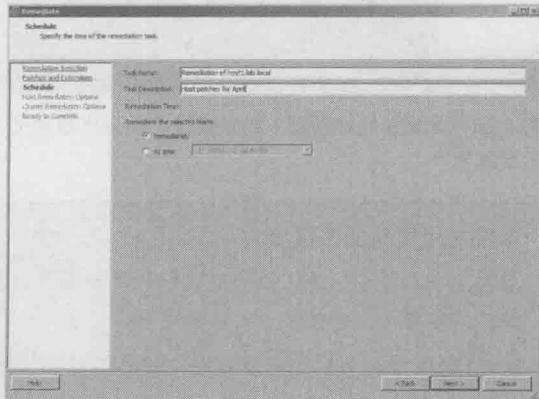 Remediate
Schedule
Specify the time of the remediation task.
Remediation Selection
Patches and Extensions
Schedule
Host Remediation Options
Cluster Remediation Options
Ready to Complete
Task Name:
Remediation of host1.lab.local
Task Description:
Host patches for April
Remediation Time:
Remediate the selected hosts:
Immediately
At time
Help
< Back
Next >
Cancel